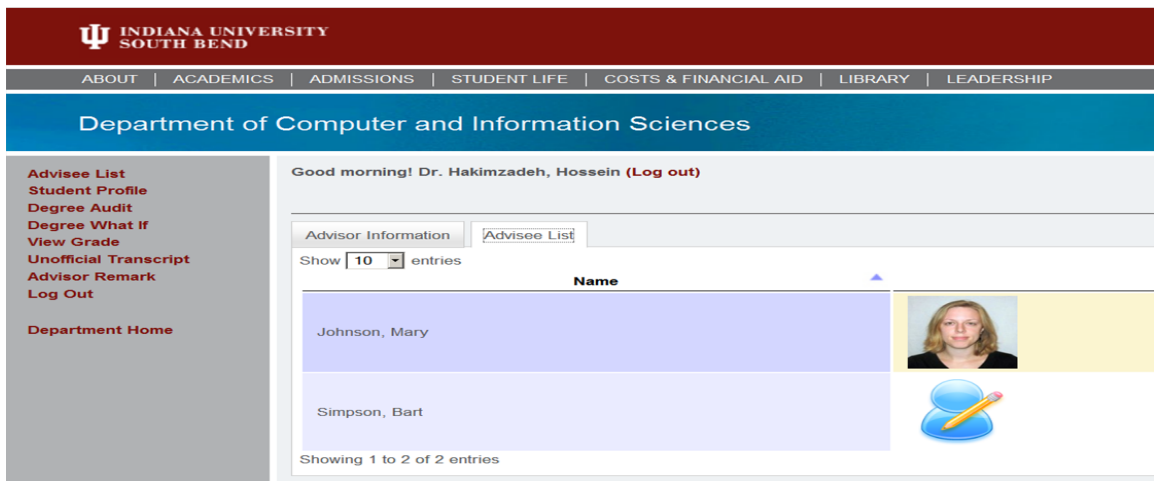 INDIANA UNIVERSITY
SOUTH BEND
ABOUT | ACADEMICS | ADMISSIONS | STUDENT LIFE | COSTS & FINANCIAL AID | LIBRARY | LEADERSHIP
Department of Computer and Information Sciences
Advisee List
Student Profile
Degree Audit
Degree What If
View Grade
Unofficial Transcript
Advisor Remark
Log Out
Department Home
Good morning! Dr. Hakimzadeh, Hossein (Log out)
Advisor Information Advisee List
Show 10 entries
Name
Johnson, Mary
Simpson, Bart
Showing 1 to 2 of 2 entries